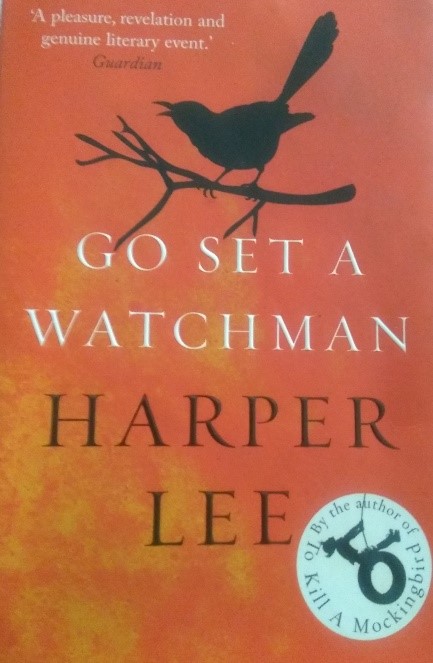 'A pleasure, revelation and
genuine literary event.'
Guardian
GO SET A
WATCHMAN
HARPER
LEE
By the author of
To Kill A Mockingbird